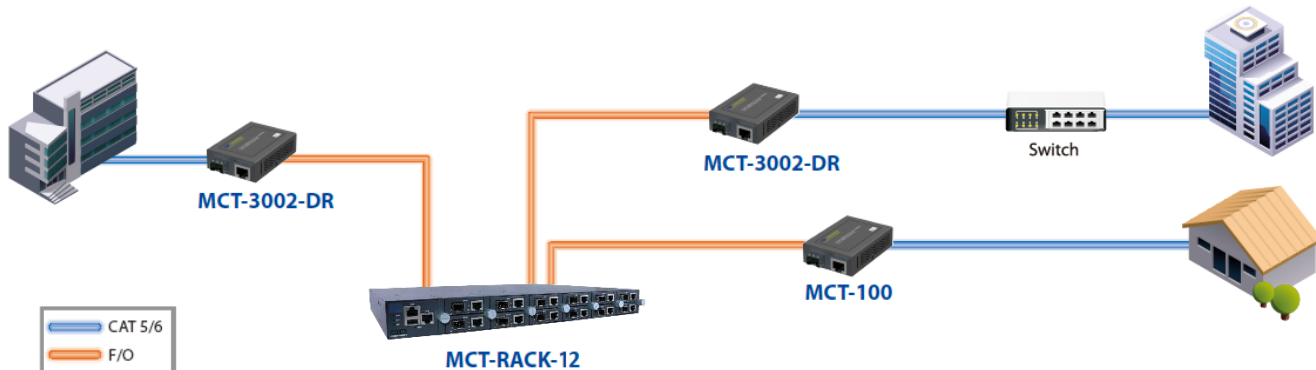 MCT-3002-DR
Switch
MCT-3002-DR
MCT-100
CAT 5/6
F/O
MCT-RACK-12